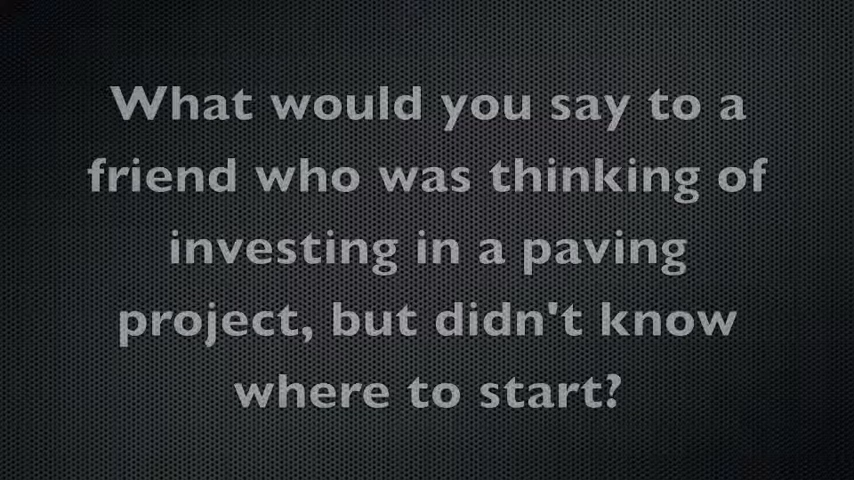 What would you say to a
friend who was thinking of
investing in a paving
project, but didn't know
where to start?